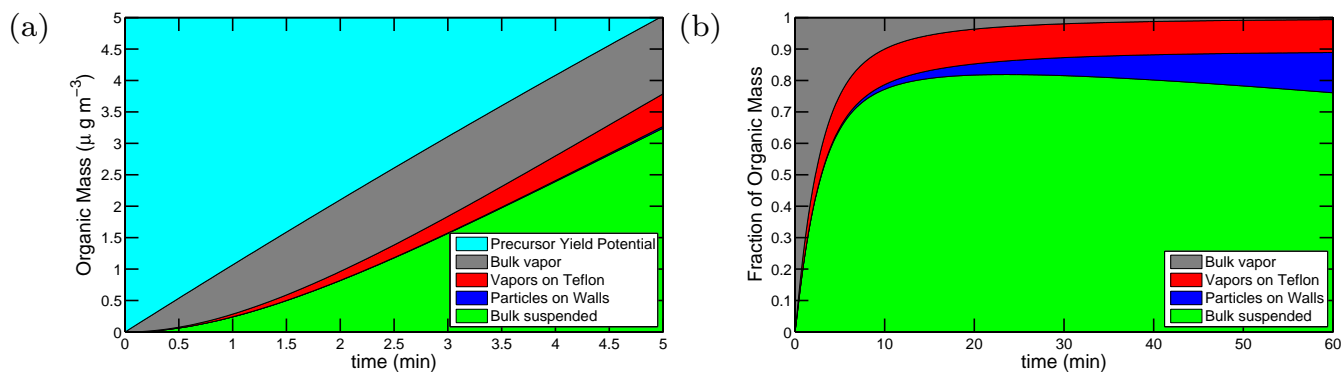 (a)
Organic Mass (μ g m−3)
5
4.5
4
3.5
3
2.5
2
1.5
1
0.5
0
0 0.5 1 1.5 2 2.5 3 3.5 4 4.5 5
time (min)
Precursor Yield Potential
Bulk vapor
Vapors on Teflon
Particles on Walls
Bulk suspended
(b)
Fraction of Organic Mass
1
0.9
0.8
0.7
0.6
0.5
0.4
0.3
0.2
0.1
0
0 10 20 30 40 50 60
time (min)
Bulk vapor
Vapors on Teflon
Particles on Walls
Bulk suspended